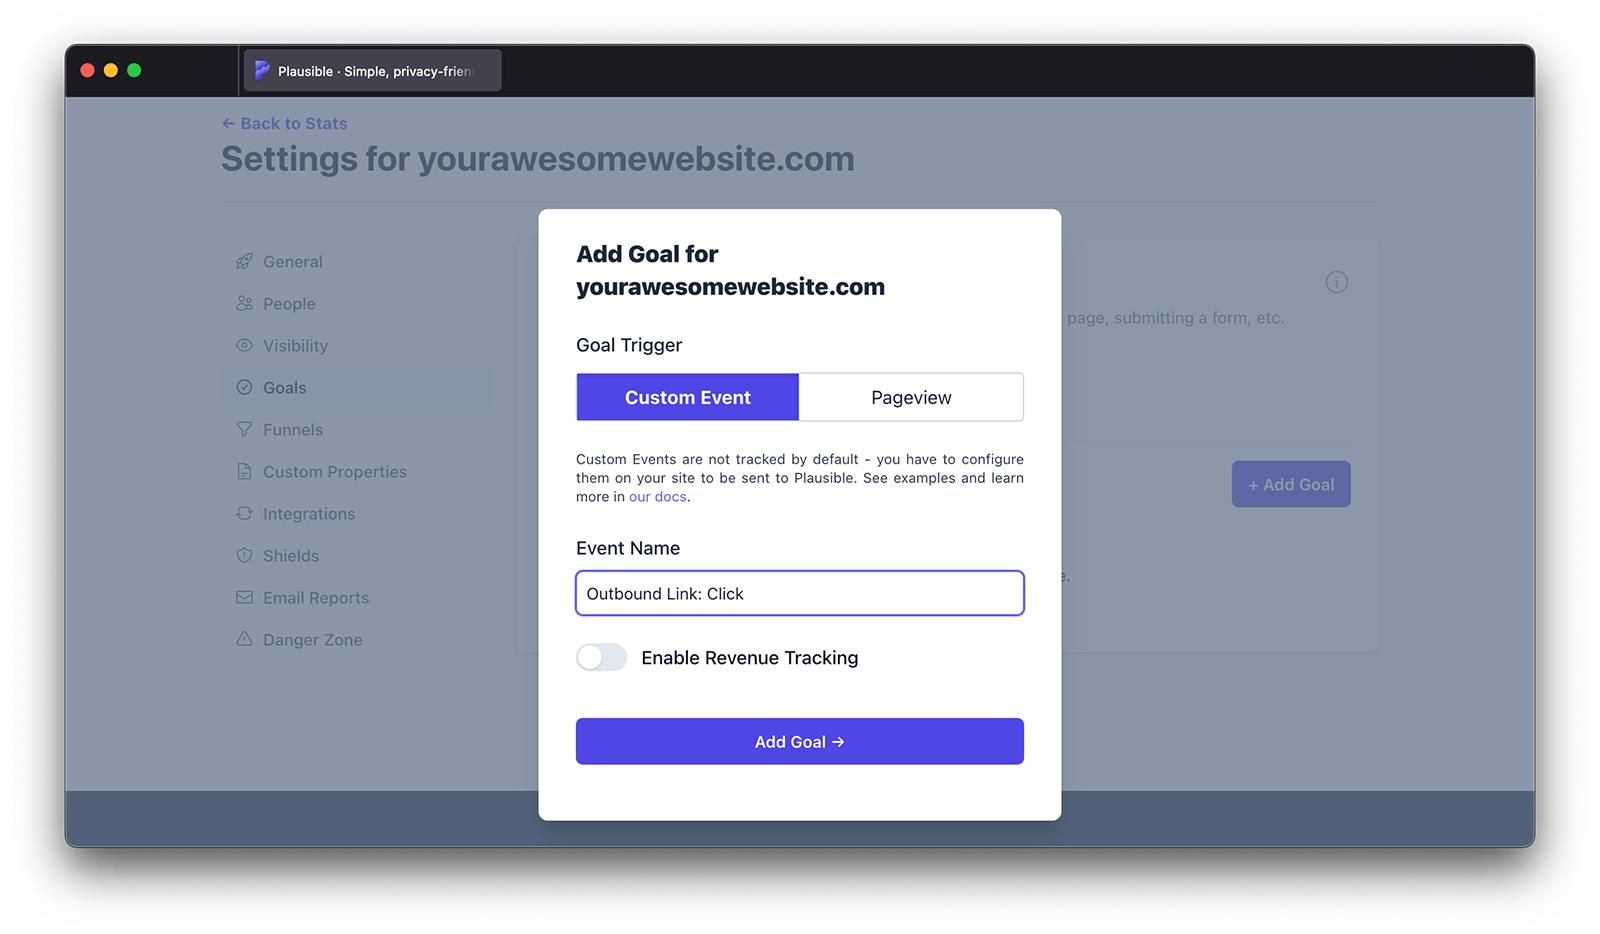 Plausible · Simple, privacy-frien
← Back to Stats
Settings for yourawesomewebsite.com
General
People
Visibility
Goals
Funnels
Custom Properties
Integrations
Shields
Email Reports
Danger Zone
page, submitting a form, etc.
+ Add Goal
e.
Add Goal for
yourawesomewebsite.com
Goal Trigger
Custom Event
Pageview
Custom Events are not tracked by default - you have to configure
them on your site to be sent to Plausible. See examples and learn
more in our docs.
Event Name
Outbound Link: Click
Enable Revenue Tracking
Add Goal →